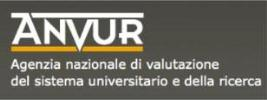 ANVUR
Agenzia nazionale di valutazione
del sistema universitario e della ricerca